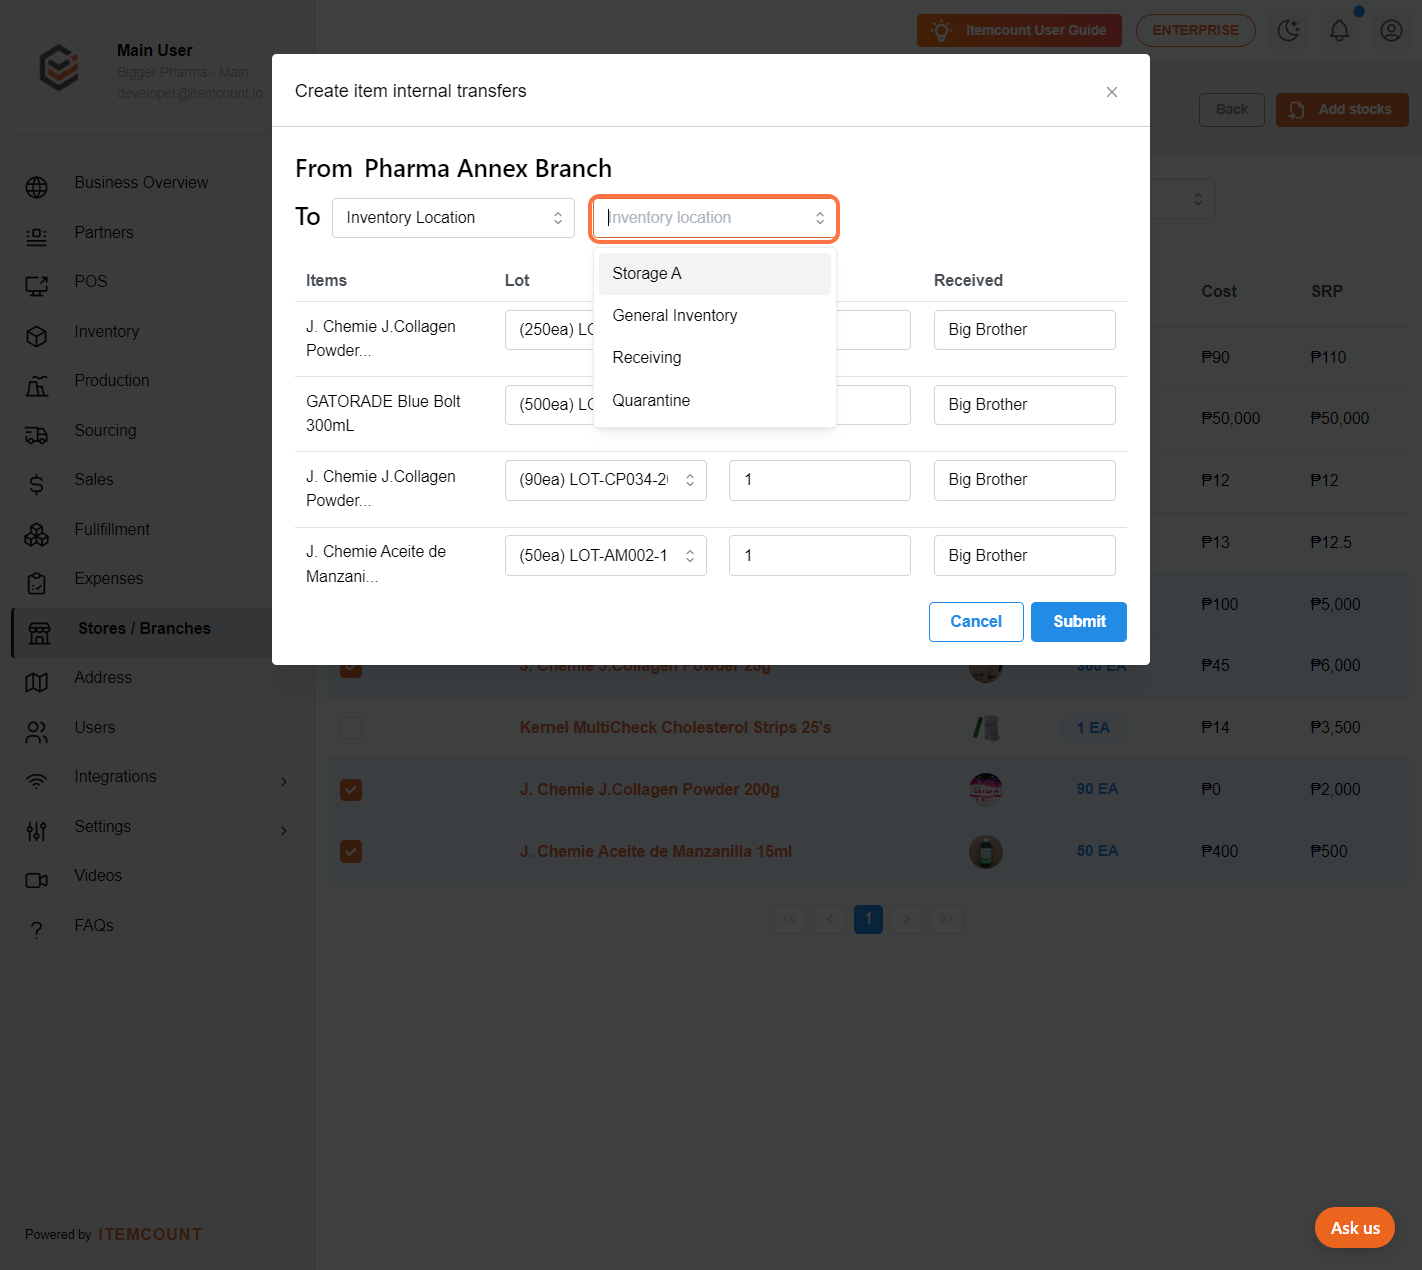 Main User
Bigger Pharma - Main
developer@itemcount.io
Itemcount User Guide
ENTERPRISE
Back
Add stocks
Business Overview
Partners
POS
Inventory
Production
Sourcing
Sales
Fullfillment
Expenses
Stores / Branches
Address
Users
Integrations
Settings
Videos
FAQs
Powered by ITEMCOUNT
Create item internal transfers
From Pharma Annex Branch
To
Inventory Location
Inventory location
Storage A
General Inventory
Receiving
Quarantine
Items
Lot
Received
J. Chemie J.Collagen
Powder...
(250ea) LO
Big Brother
GATORADE Blue Bolt
300mL
(500ea) LO
Big Brother
J. Chemie J.Collagen
Powder...
(90ea) LOT-CP034-2
1
Big Brother
J. Chemie Aceite de
Manzani...
(50ea) LOT-AM002-1
1
Big Brother
Cancel
Submit
Cost
SRP
₱90
₱110
₱50,000
₱50,000
₱12
₱12
₱13
₱12.5
₱100
₱5,000
J. Chemie J.Collagen Powder 25g
500 EA
₱45
₱6,000
Kernel MultiCheck Cholesterol Strips 25's
1 EA
₱14
₱3,500
J. Chemie J.Collagen Powder 200g
90 EA
₱0
₱2,000
J. Chemie Aceite de Manzanilla 15ml
50 EA
₱400
₱500
1
Ask us